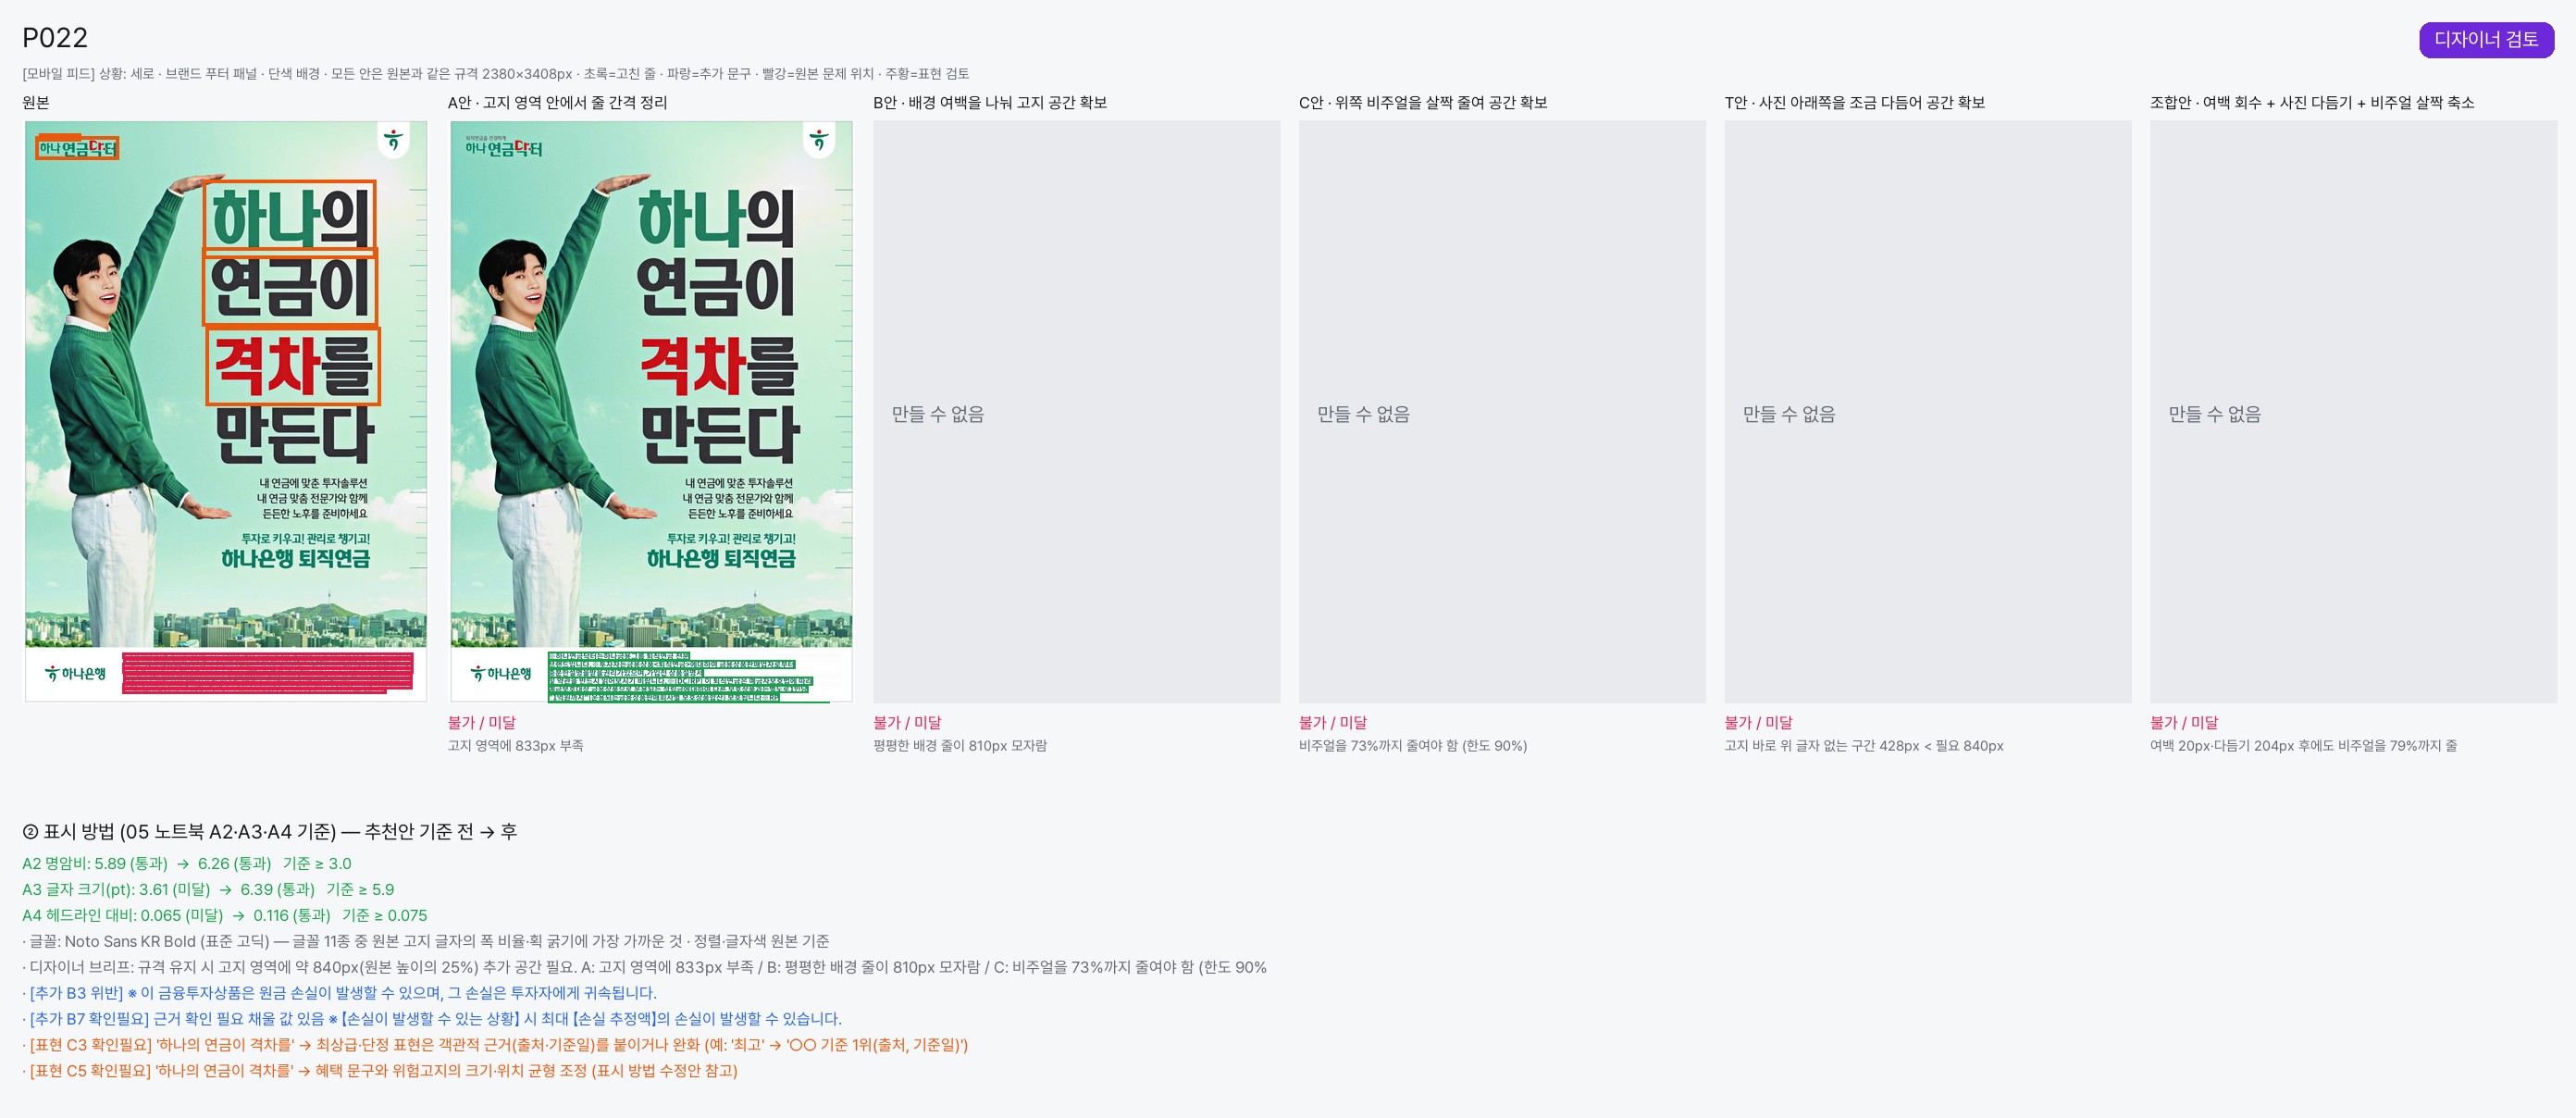 P022
디자이너 검토
[모바일 피드] 상황: 세로 · 브랜드 푸터 패널 · 단색 배경 · 모든 안은 원본과 같은 규격 2380×3408px · 초록=고친 줄 · 파랑=추가 문구 · 빨강=원본 문제 위치 · 주황=표현 검토
원본
A안 · 고지 영역 안에서 줄 간격 정리
B안 · 배경 여백을 나눠 고지 공간 확보
C안 · 위쪽 비주얼을 살짝 줄여 공간 확보
T안 · 사진 아래쪽을 조금 다듬어 공간 확보
조합안 · 여백 회수 + 사진 다듬기 + 비주얼 살짝 축소
하나 연금닥터
Dr.
하나의
연금이
격차를
만든다
내 연금에 맞춘 투자솔루션
내 연금 맞춤 전문가와 함께
든든한 노후를 준비하세요
투자로 키우고! 관리로 챙기고!
하나은행 퇴직연금
하나은행
하나 연금닥터
Dr.
하나의
연금이
격차를
만든다
내 연금에 맞춘 투자솔루션
내 연금 맞춤 전문가와 함께
든든한 노후를 준비하세요
투자로 키우고! 관리로 챙기고!
하나은행 퇴직연금
하나은행
만들 수 없음
만들 수 없음
만들 수 없음
만들 수 없음
불가 / 미달
고지 영역에 833px 부족
불가 / 미달
평평한 배경 줄이 810px 모자람
불가 / 미달
비주얼을 73%까지 줄여야 함 (한도 90%)
불가 / 미달
고지 바로 위 글자 없는 구간 428px < 필요 840px
불가 / 미달
여백 20px·다듬기 204px 후에도 비주얼을 79%까지 줄
② 표시 방법 (05 노트북 A2·A3·A4 기준) — 추천안 기준 전 → 후
A2 명암비: 5.89 (통과) → 6.26 (통과) 기준 ≥ 3.0
A3 글자 크기(pt): 3.61 (미달) → 6.39 (통과) 기준 ≥ 5.9
A4 헤드라인 대비: 0.065 (미달) → 0.116 (통과) 기준 ≥ 0.075
· 글꼴: Noto Sans KR Bold (표준 고딕) — 글꼴 11종 중 원본 고지 글자의 폭 비율·획 굵기에 가장 가까운 것 · 정렬·글자색 원본 기준
· 디자이너 브리프: 규격 유지 시 고지 영역에 약 840px(원본 높이의 25%) 추가 공간 필요. A: 고지 영역에 833px 부족 / B: 평평한 배경 줄이 810px 모자람 / C: 비주얼을 73%까지 줄여야 함 (한도 90%
· [추가 B3 위반] ※ 이 금융투자상품은 원금 손실이 발생할 수 있으며, 그 손실은 투자자에게 귀속됩니다.
· [추가 B7 확인필요] 근거 확인 필요 채울 값 있음 ※ 【손실이 발생할 수 있는 상황】 시 최대 【손실 추정액】의 손실이 발생할 수 있습니다.
· [표현 C3 확인필요] '하나의 연금이 격차를' → 최상급·단정 표현은 객관적 근거(출처·기준일)를 붙이거나 완화 (예: '최고' → '○○ 기준 1위(출처, 기준일)')
· [표현 C5 확인필요] '하나의 연금이 격차를' → 혜택 문구와 위험고지의 크기·위치 균형 조정 (표시 방법 수정안 참고)